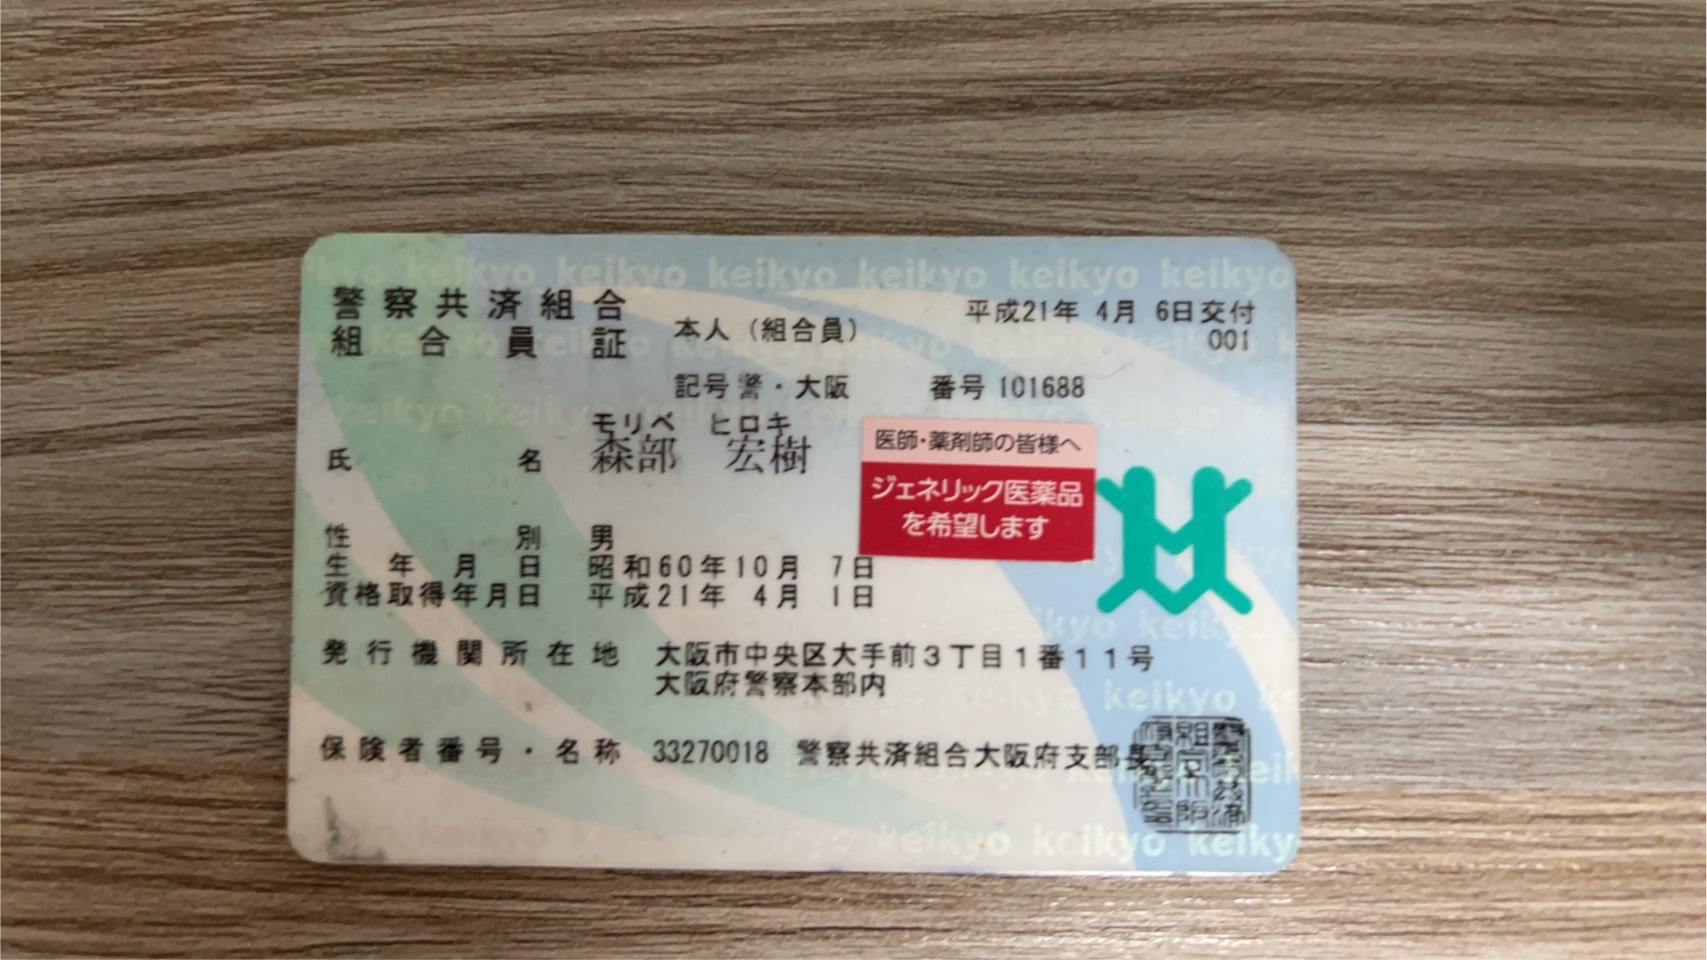 警察共済組合
組合員証
本人（組合員）
平成21年 4月 6日交付
001
記号 警・大阪 番号 101688
モリベ ヒロキ
氏名 森部 宏樹
医師・薬剤師の皆様へ
ジェネリック医薬品
を希望します
性別 男
生年月日 昭和60年10月 7日
資格取得年月日 平成21年 4月 1日
発行機関所在地 大阪市中央区大手前3丁目1番11号
大阪府警察本部内
保険者番号・名称 33270018 警察共済組合大阪府支部長
keikyo keikyo keikyo keikyo keikyo keikyo